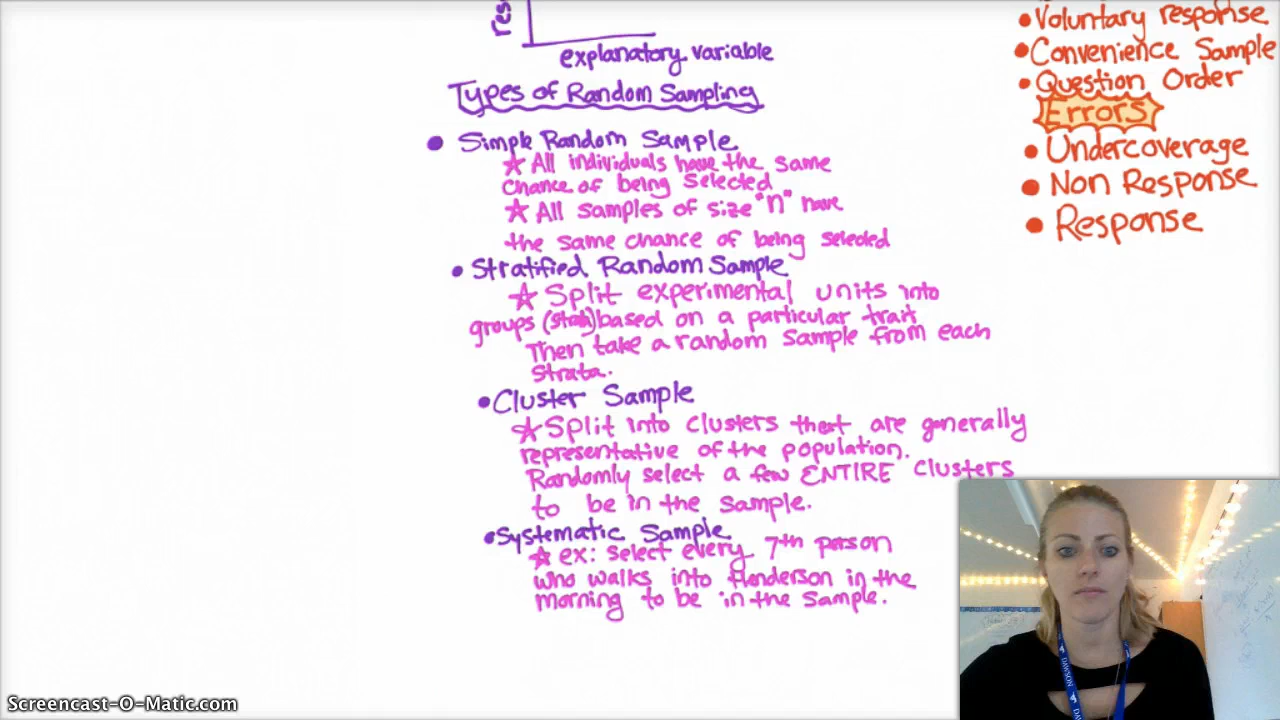 res
explanatory variable
Types of Random Sampling
• Simple Random Sample
☆ All individuals have the same
chance of being selected
☆ All samples of size "n" have
the same chance of being selected
• Stratified Random Sample
☆ Split experimental units into
groups (strata) based on a particular trait
Then take a random sample from each
strata.
• Cluster Sample
☆ Split into clusters that are generally
representative of the population.
Randomly select a few ENTIRE clusters
to be in the sample.
• Systematic Sample
☆ ex: select every 7th person
who walks into Henderson in the
morning to be in the sample.
• Voluntary response
• Convenience Sample
• Question Order
Errors
• Undercoverage
• Non Response
• Response
DAWSON
Screencast-O-Matic.com